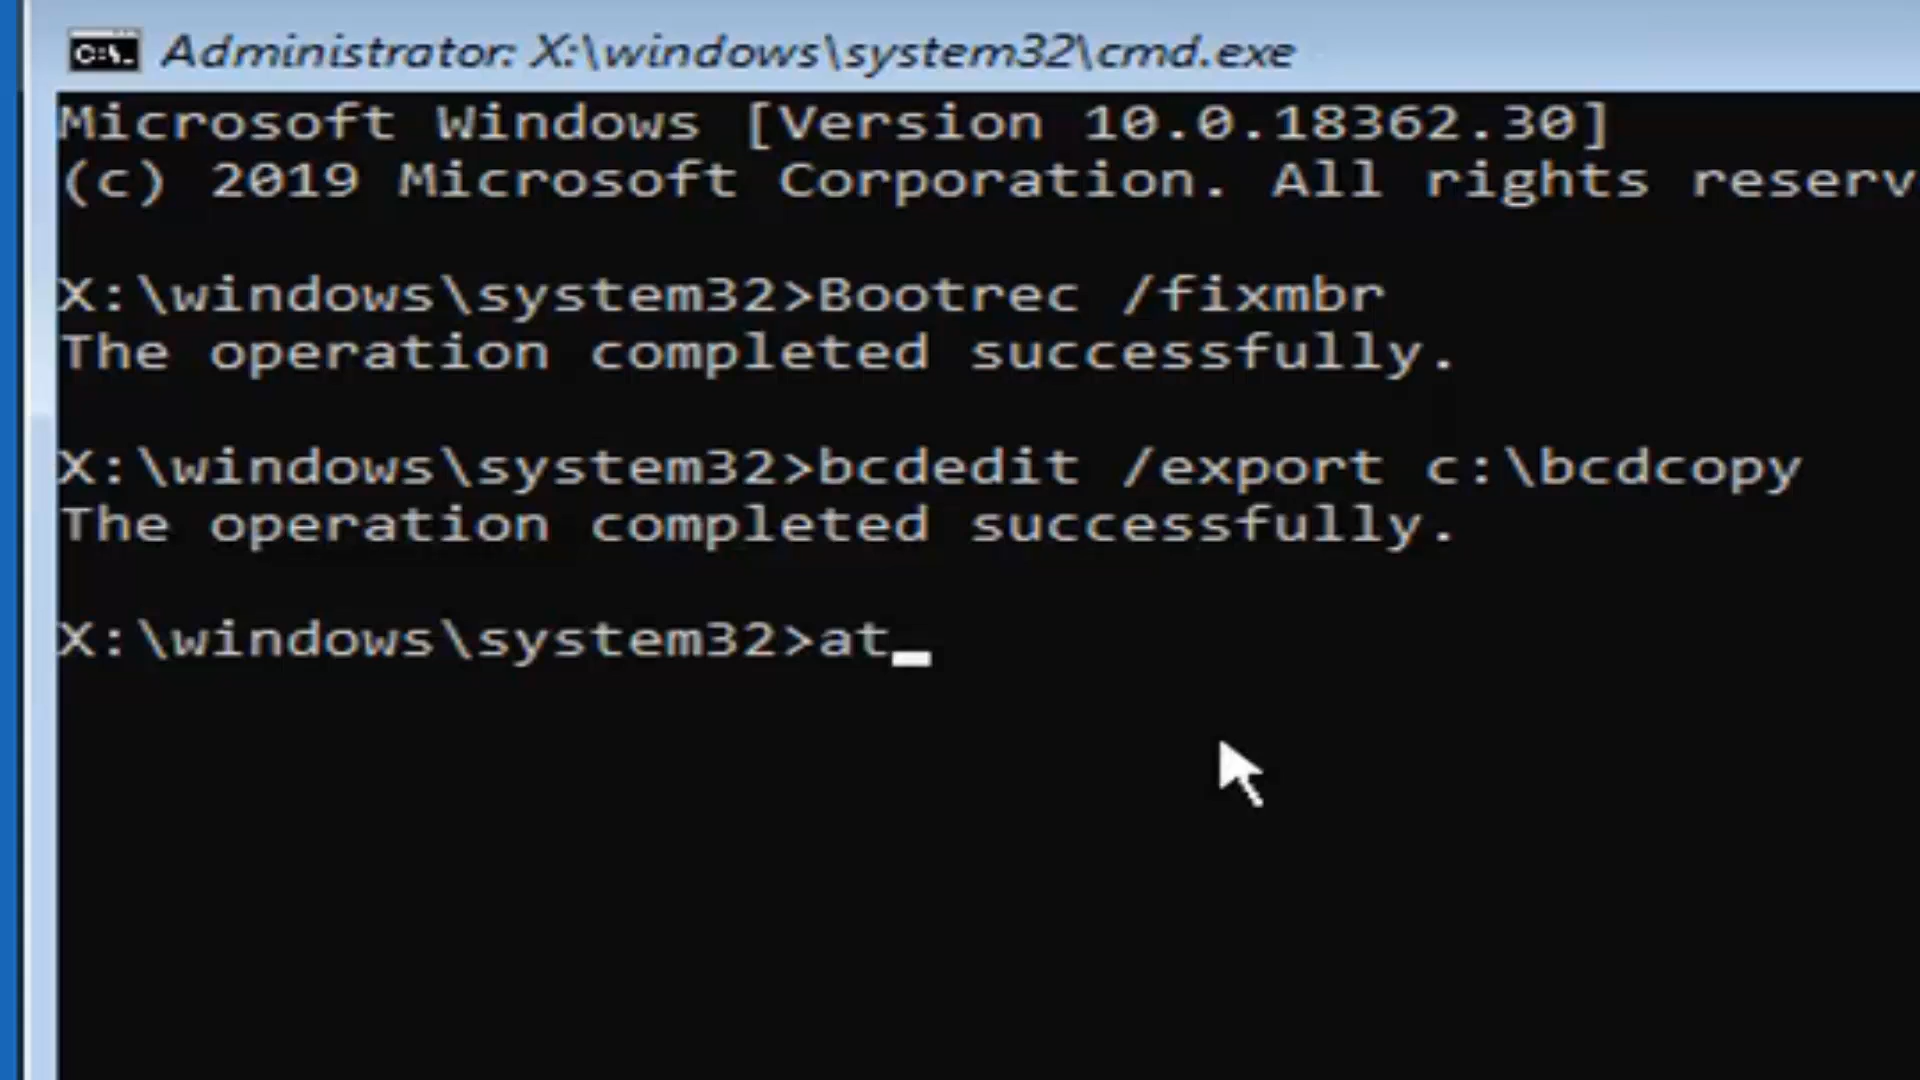 Administrator: X:\windows\system32\cmd.exe
Microsoft Windows [Version 10.0.18362.30]
(c) 2019 Microsoft Corporation. All rights reserv
X:\windows\system32>Bootrec /fixmbr
The operation completed successfully.
X:\windows\system32>bcdedit /export c:\bcdcopy
The operation completed successfully.
X:\windows\system32>at_